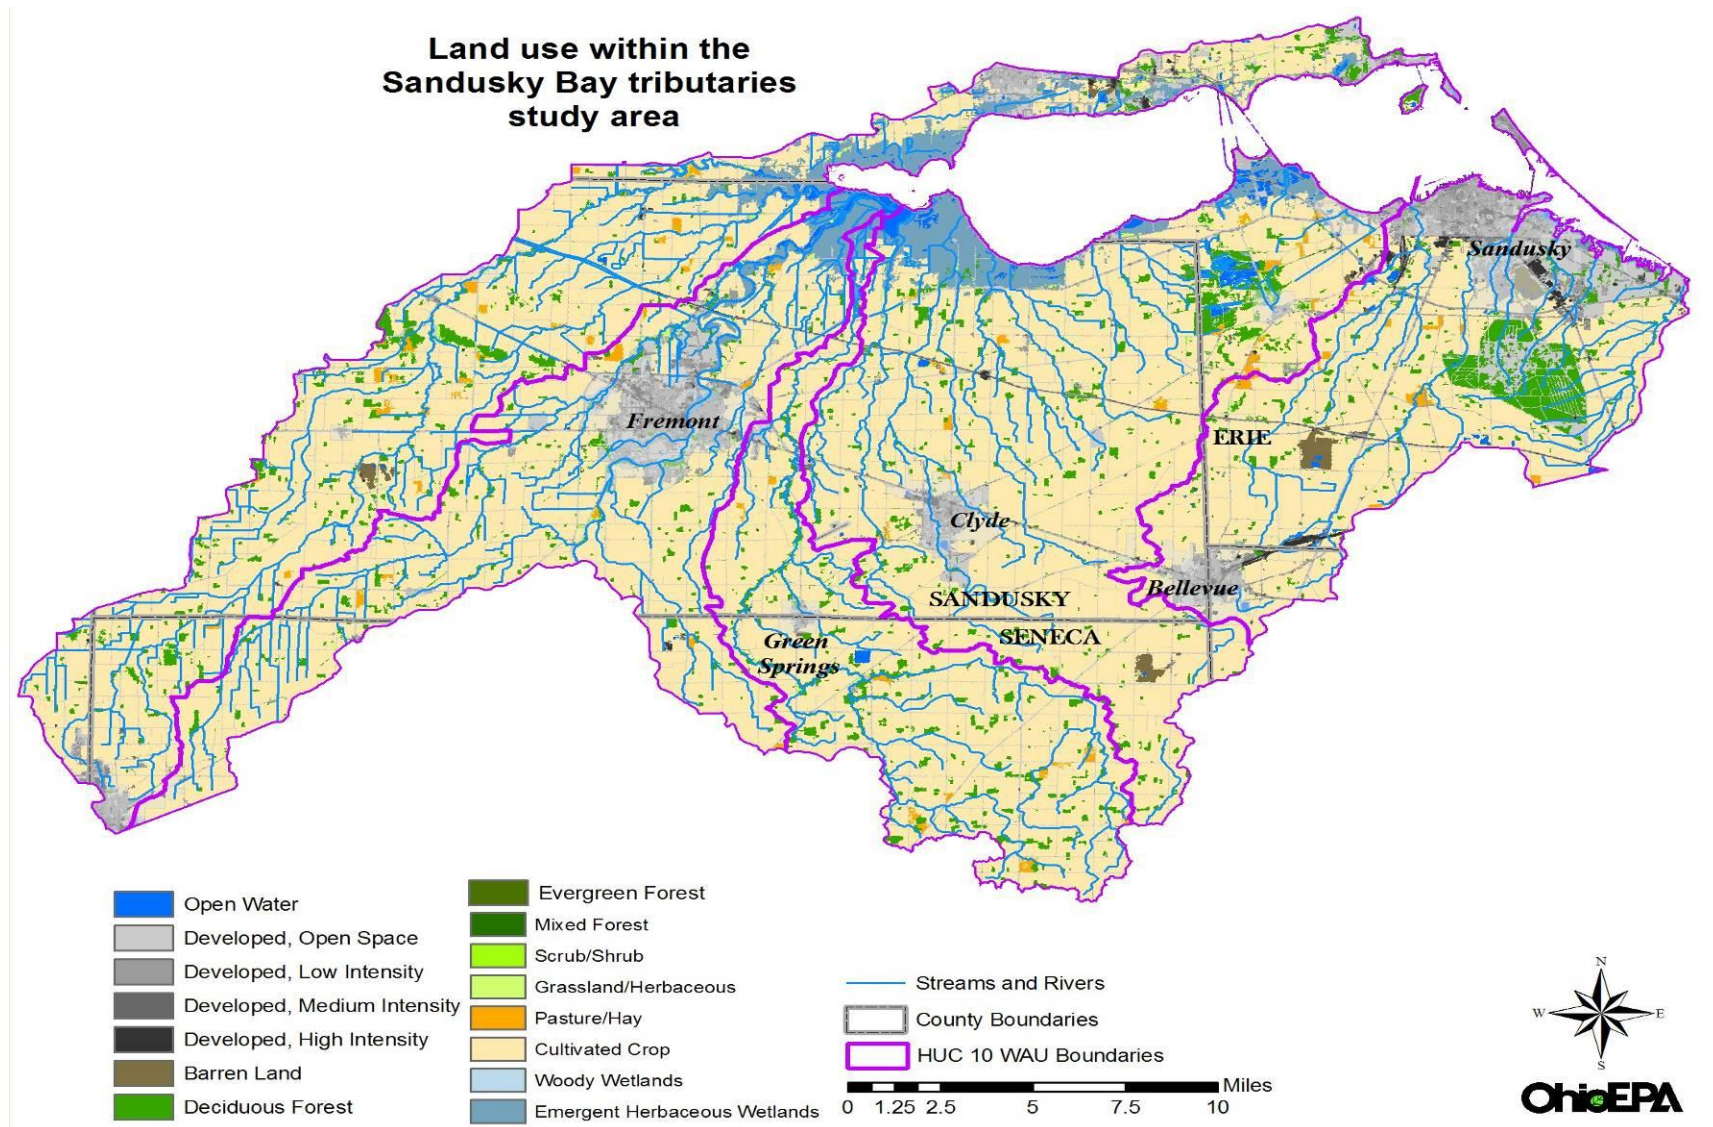 Land use within the
Sandusky Bay tributaries
study area
Sandusky
Fremont
ERIE
Clyde
Bellevue
SANDUSKY
SENECA
Green
Springs
Open Water
Developed, Open Space
Developed, Low Intensity
Developed, Medium Intensity
Developed, High Intensity
Barren Land
Deciduous Forest
Evergreen Forest
Mixed Forest
Scrub/Shrub
Grassland/Herbaceous
Pasture/Hay
Cultivated Crop
Woody Wetlands
Emergent Herbaceous Wetlands
Streams and Rivers
County Boundaries
HUC 10 WAU Boundaries
Miles
0 1.25 2.5 5 7.5 10
N
W E
S
OhioEPA